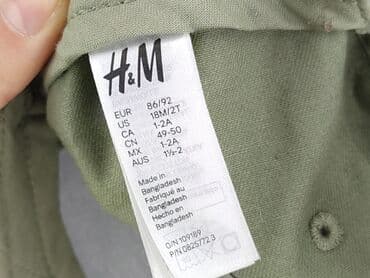 H&M
EUR 86/92
US 18M/2T
CA 1-2A
CN 49-50
MX 1-2A
AUS 1½-2
Made in
Bangladesh
Fabriqué au
Bangladesh
Hecho en
Bangladesh
O/N 109189
P/N 0825772.3